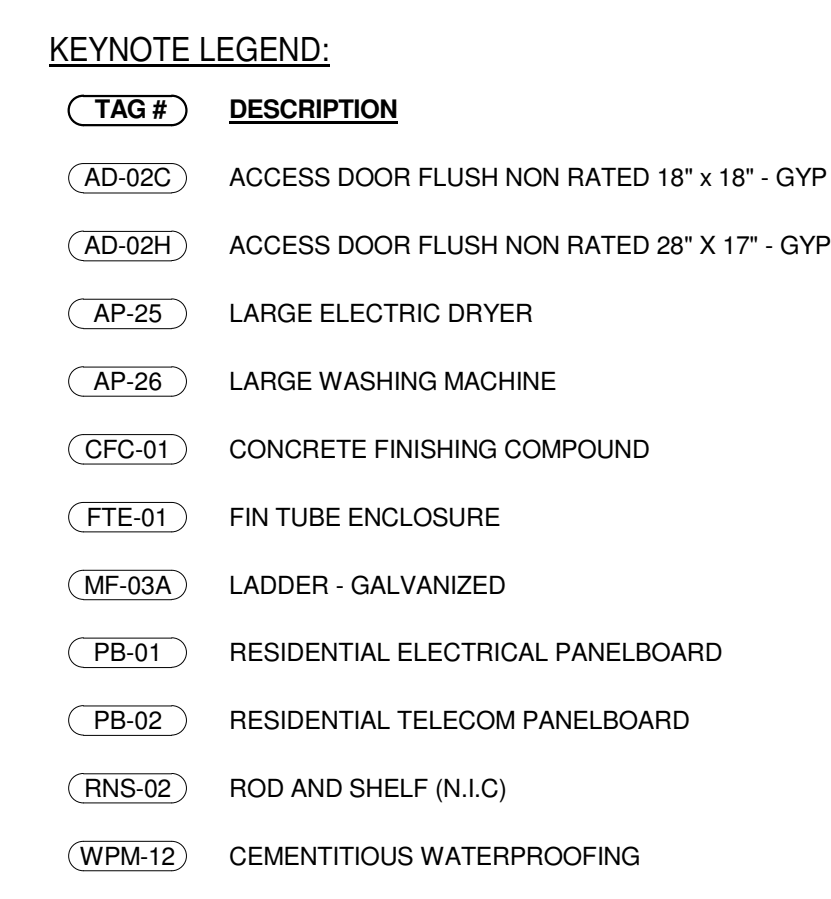 KEYNOTE LEGEND:
TAG # DESCRIPTION
AD-02C ACCESS DOOR FLUSH NON RATED 18" x 18" - GYP
AD-02H ACCESS DOOR FLUSH NON RATED 28" X 17" - GYP
AP-25 LARGE ELECTRIC DRYER
AP-26 LARGE WASHING MACHINE
CFC-01 CONCRETE FINISHING COMPOUND
FTE-01 FIN TUBE ENCLOSURE
MF-03A LADDER - GALVANIZED
PB-01 RESIDENTIAL ELECTRICAL PANELBOARD
PB-02 RESIDENTIAL TELECOM PANELBOARD
RNS-02 ROD AND SHELF (N.I.C)
WPM-12 CEMENTITIOUS WATERPROOFING